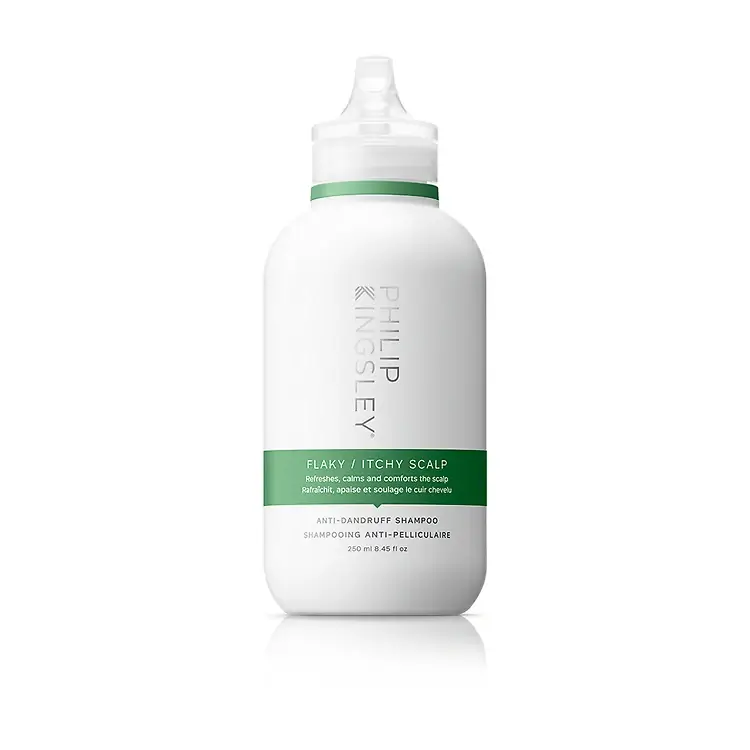 PHILIP
KINGSLEY®
FLAKY / ITCHY SCALP
Refreshes, calms and comforts the scalp
Rafraîchit, apaise et soulage le cuir chevelu
ANTI-DANDRUFF SHAMPOO
SHAMPOOING ANTI-PELLICULAIRE
250 ml 8.45 fl oz